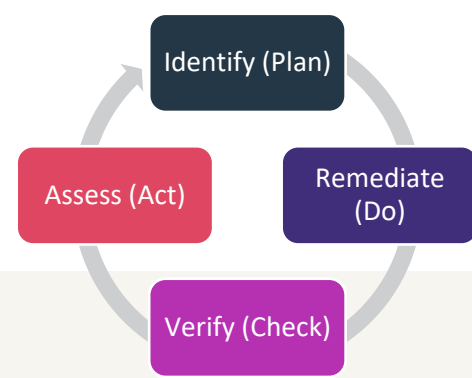 Identify (Plan)
Remediate
(Do)
Verify (Check)
Assess (Act)